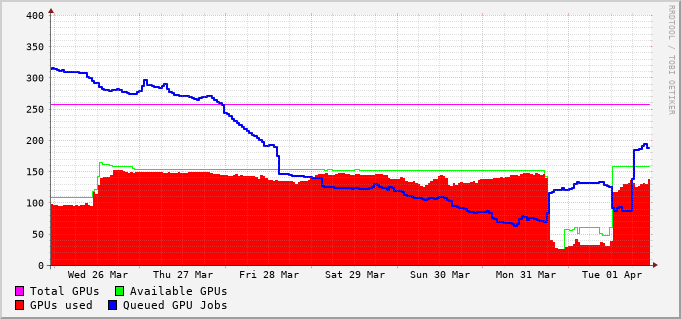 400
350
300
250
200
150
100
50
0
Wed 26 Mar Thu 27 Mar Fri 28 Mar Sat 29 Mar Sun 30 Mar Mon 31 Mar Tue 01 Apr
Total GPUs Available GPUs
GPUs used Queued GPU Jobs
RRDTOOL / TOBI OETIKER